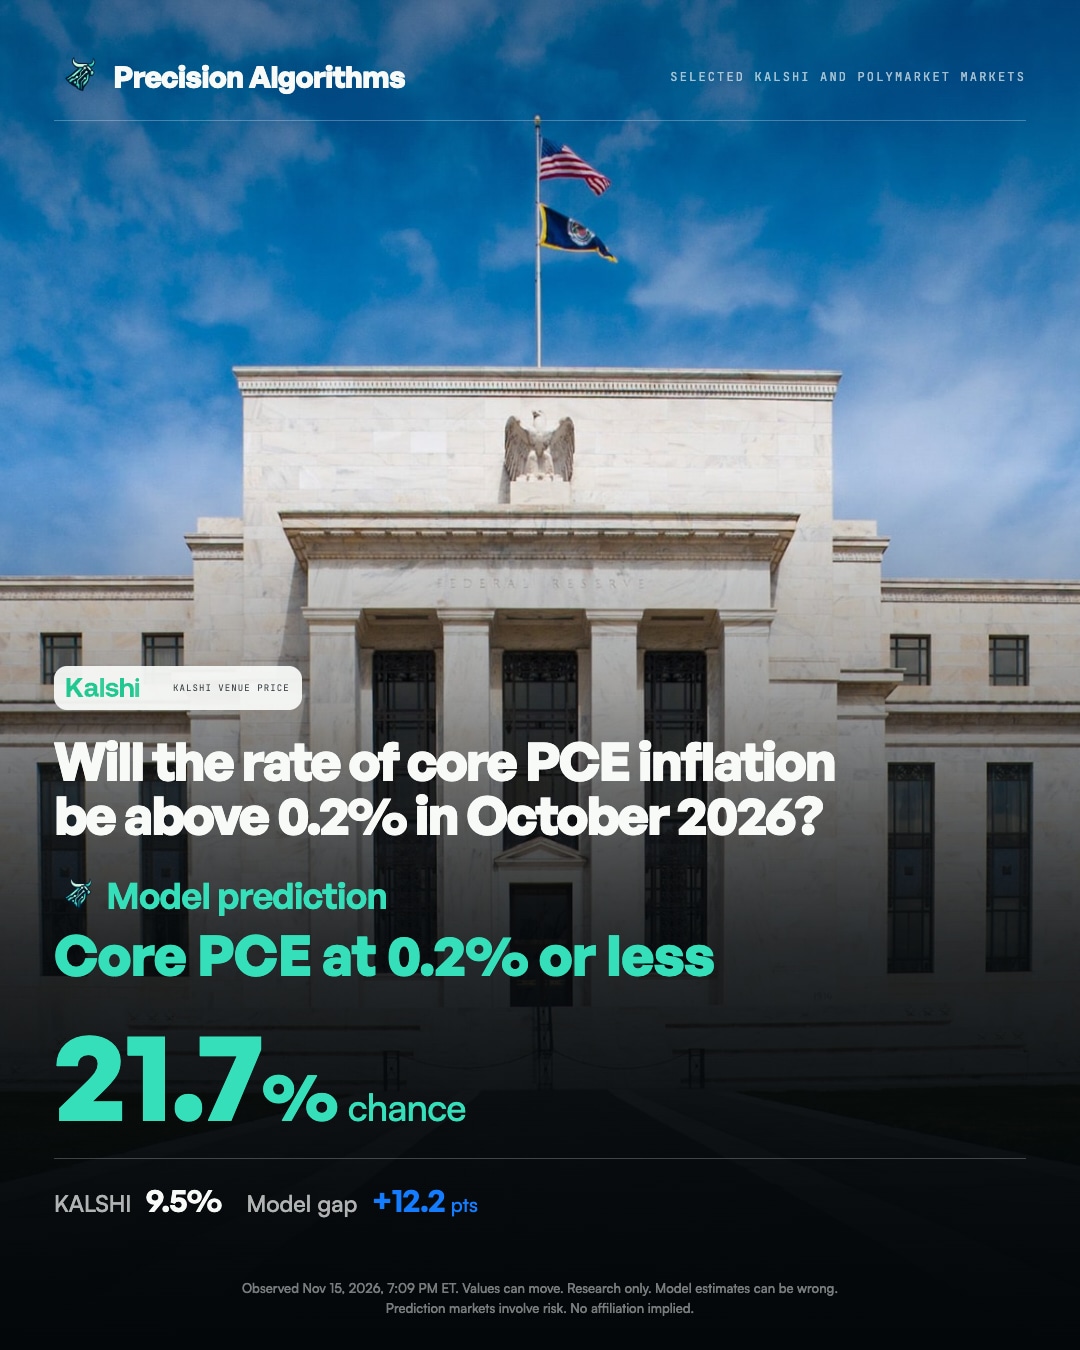 Precision Algorithms
SELECTED KALSHI AND POLYMARKET MARKETS
FEDERAL RESERVE
Kalshi KALSHI VENUE PRICE
Will the rate of core PCE inflation
be above 0.2% in October 2026?
Model prediction
Core PCE at 0.2% or less
21.7% chance
KALSHI 9.5% Model gap +12.2 pts
Observed Nov 15, 2026, 7:09 PM ET. Values can move. Research only. Model estimates can be wrong.
Prediction markets involve risk. No affiliation implied.